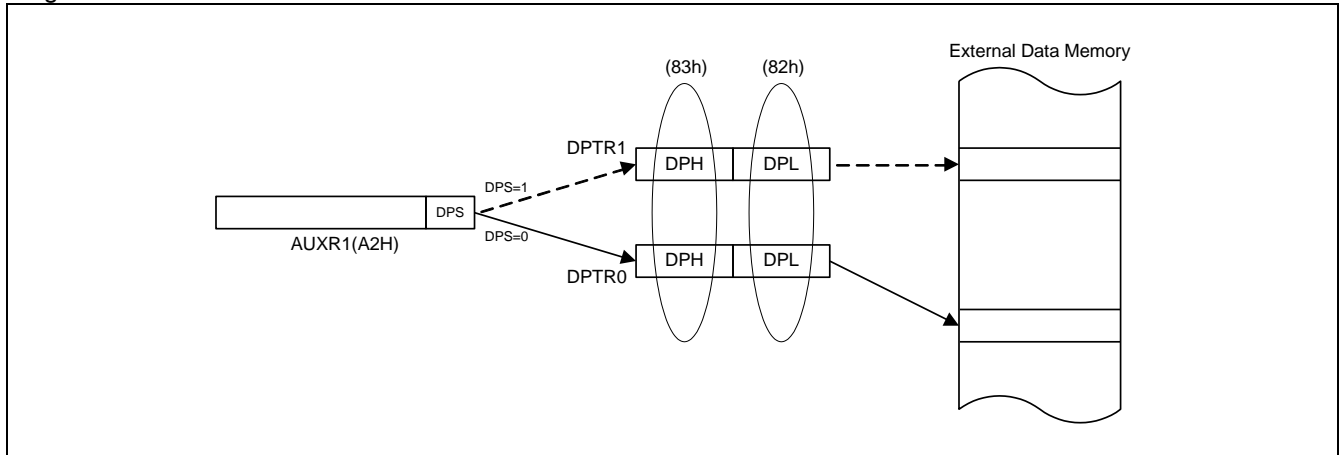 External Data Memory
(83h) (82h)
DPTR1 DPH DPL
DPS=1
DPS
AUXR1(A2H)
DPS=0
DPH DPL
DPTR0